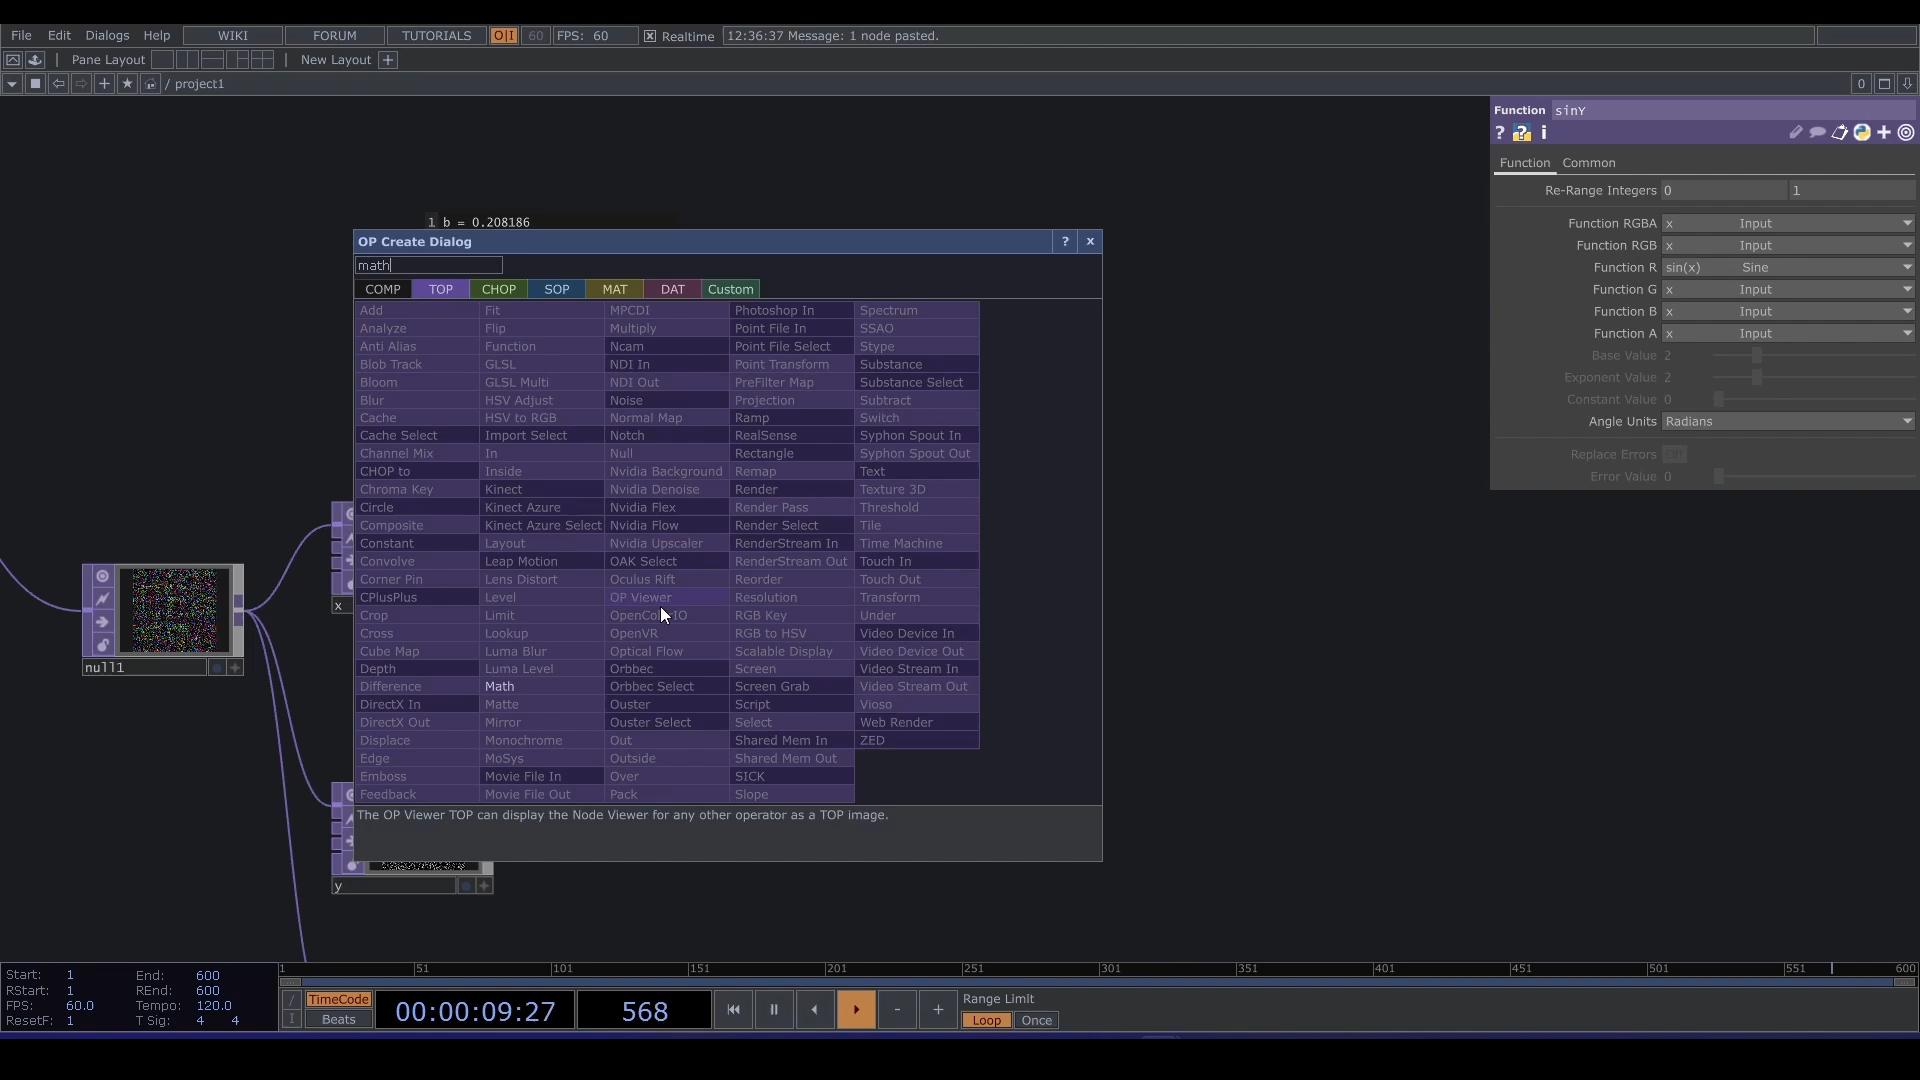 File Edit Dialogs Help WIKI FORUM TUTORIALS O|I 60 FPS: 60 Realtime 12:36:37 Message: 1 node pasted.
Pane Layout New Layout +
/ project1 0
Function sinY
? ? i
Function Common
Re-Range Integers 0 1
Function RGBA x Input
Function RGB x Input
Function R sin(x) Sine
Function G x Input
Function B x Input
Function A x Input
Base Value 2
Exponent Value 2
Constant Value 0
Angle Units Radians
Replace Errors Off
Error Value 0
1 b = 0.208186
OP Create Dialog ? x
math
COMP TOP CHOP SOP MAT DAT Custom
Add Fit MPCDI Photoshop In Spectrum
Analyze Flip Multiply Point File In SSAO
Anti Alias Function Ncam Point File Select Stype
Blob Track GLSL NDI In Point Transform Substance
Bloom GLSL Multi NDI Out PreFilter Map Substance Select
Blur HSV Adjust Noise Projection Subtract
Cache HSV to RGB Normal Map Ramp Switch
Cache Select Import Select Notch RealSense Syphon Spout In
Channel Mix In Null Rectangle Syphon Spout Out
CHOP to Inside Nvidia Background Remap Text
Chroma Key Kinect Nvidia Denoise Render Texture 3D
Circle Kinect Azure Nvidia Flex Render Pass Threshold
Composite Kinect Azure Select Nvidia Flow Render Select Tile
Constant Layout Nvidia Upscaler RenderStream In Time Machine
Convolve Leap Motion OAK Select RenderStream Out Touch In
Corner Pin Lens Distort Oculus Rift Reorder Touch Out
CPlusPlus Level OP Viewer Resolution Transform
Crop Limit OpenColorIO RGB Key Under
Cross Lookup OpenVR RGB to HSV Video Device In
Cube Map Luma Blur Optical Flow Scalable Display Video Device Out
Depth Luma Level Orbbec Screen Video Stream In
Difference Math Orbbec Select Screen Grab Video Stream Out
DirectX In Matte Ouster Script Vioso
DirectX Out Mirror Ouster Select Select Web Render
Displace Monochrome Out Shared Mem In ZED
Edge MoSys Outside Shared Mem Out
Emboss Movie File In Over SICK
Feedback Movie File Out Pack Slope
The OP Viewer TOP can display the Node Viewer for any other operator as a TOP image.
x
null1
y
Start: 1 End: 600
RStart: 1 REnd: 600
FPS: 60.0 Tempo: 120.0
ResetF: 1 T Sig: 4 4
1 51 101 151 201 251 301 351 401 451 501 551 600
/ TimeCode
I Beats
00:00:09:27 568 - +
Range Limit
Loop Once